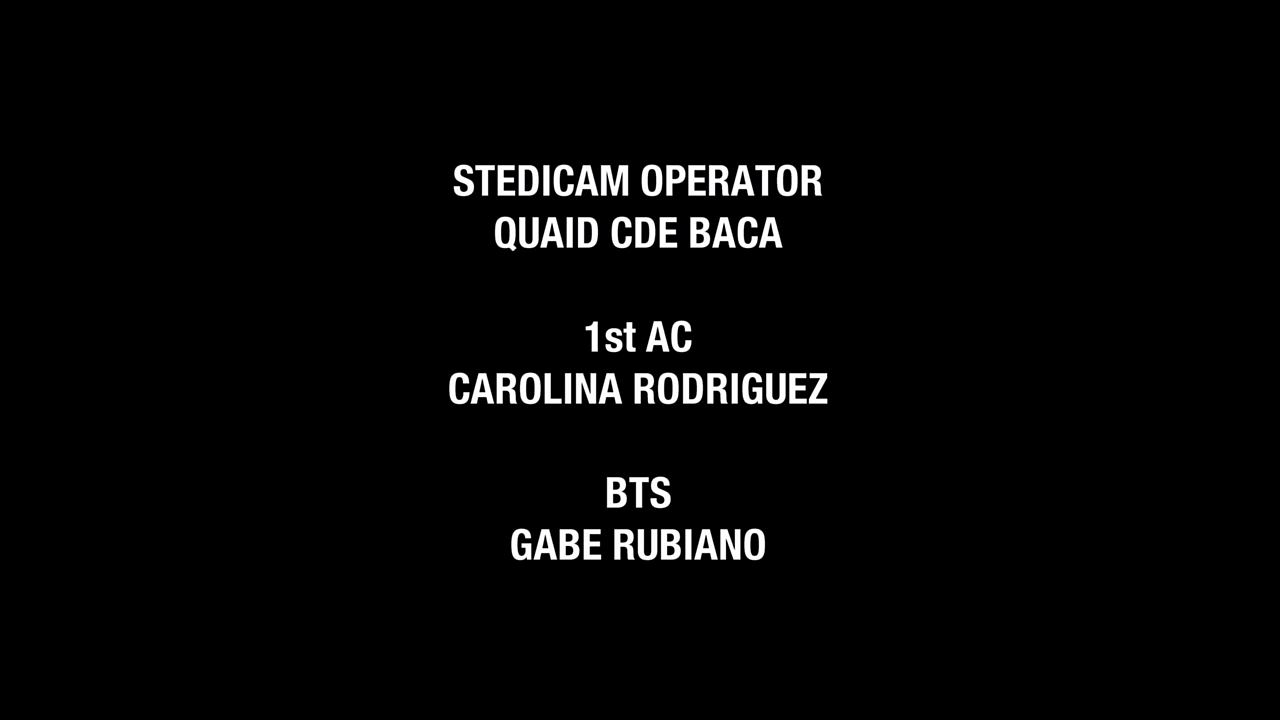 STEDICAM OPERATOR
QUAID CDE BACA
1st AC
CAROLINA RODRIGUEZ
BTS
GABE RUBIANO